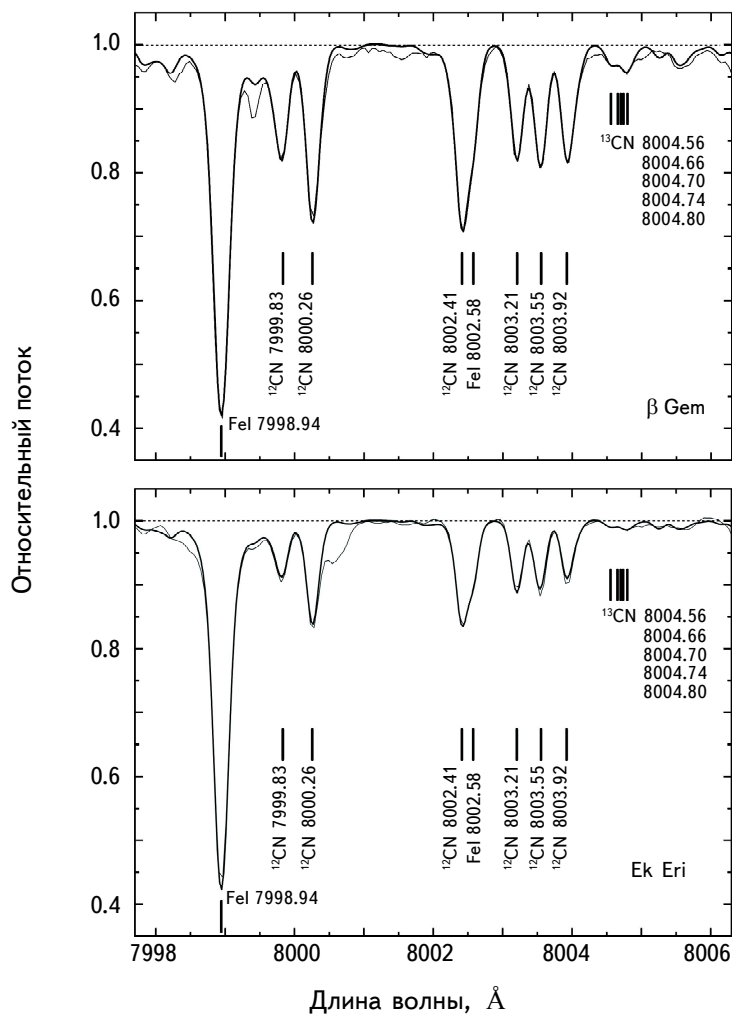 1.0
0.8
0.6
0.4
¹²CN 7999.83
¹²CN 8000.26
¹²CN 8002.41
FeI 8002.58
¹²CN 8003.21
¹²CN 8003.55
¹²CN 8003.92
¹³CN 8004.56
8004.66
8004.70
8004.74
8004.80
FeI 7998.94
β Gem
1.0
0.8
0.6
0.4
¹²CN 7999.83
¹²CN 8000.26
¹²CN 8002.41
FeI 8002.58
¹²CN 8003.21
¹²CN 8003.55
¹²CN 8003.92
¹³CN 8004.56
8004.66
8004.70
8004.74
8004.80
FeI 7998.94
Ek Eri
7998 8000 8002 8004 8006
Длина волны, Å
Относительный поток